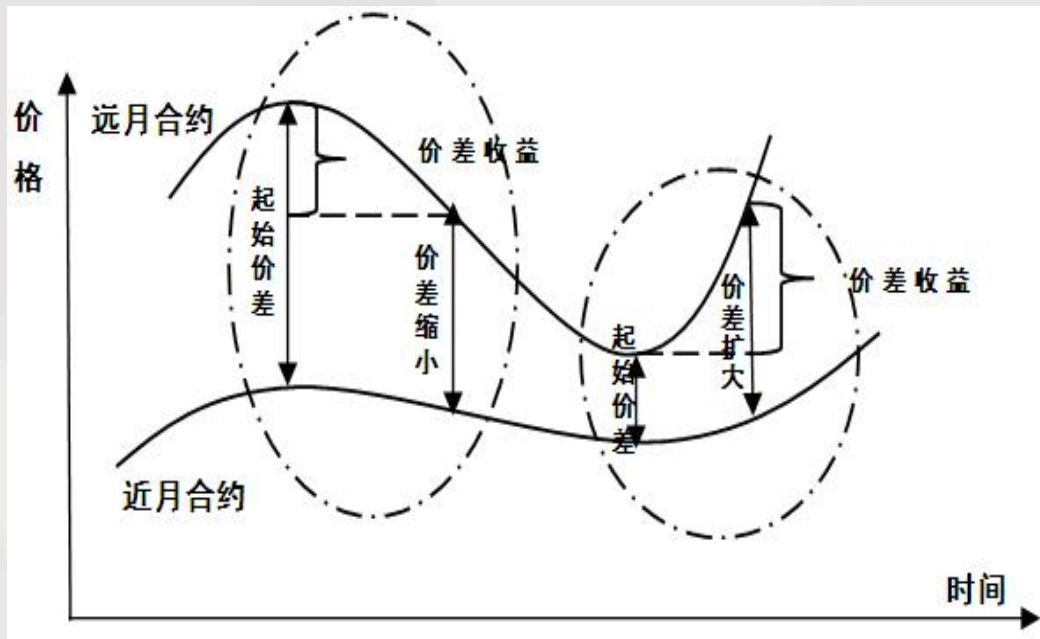 价格
远月合约
价差收益
起始价差
价差缩小
近月合约
起始价差
价差扩大
价差收益
时间